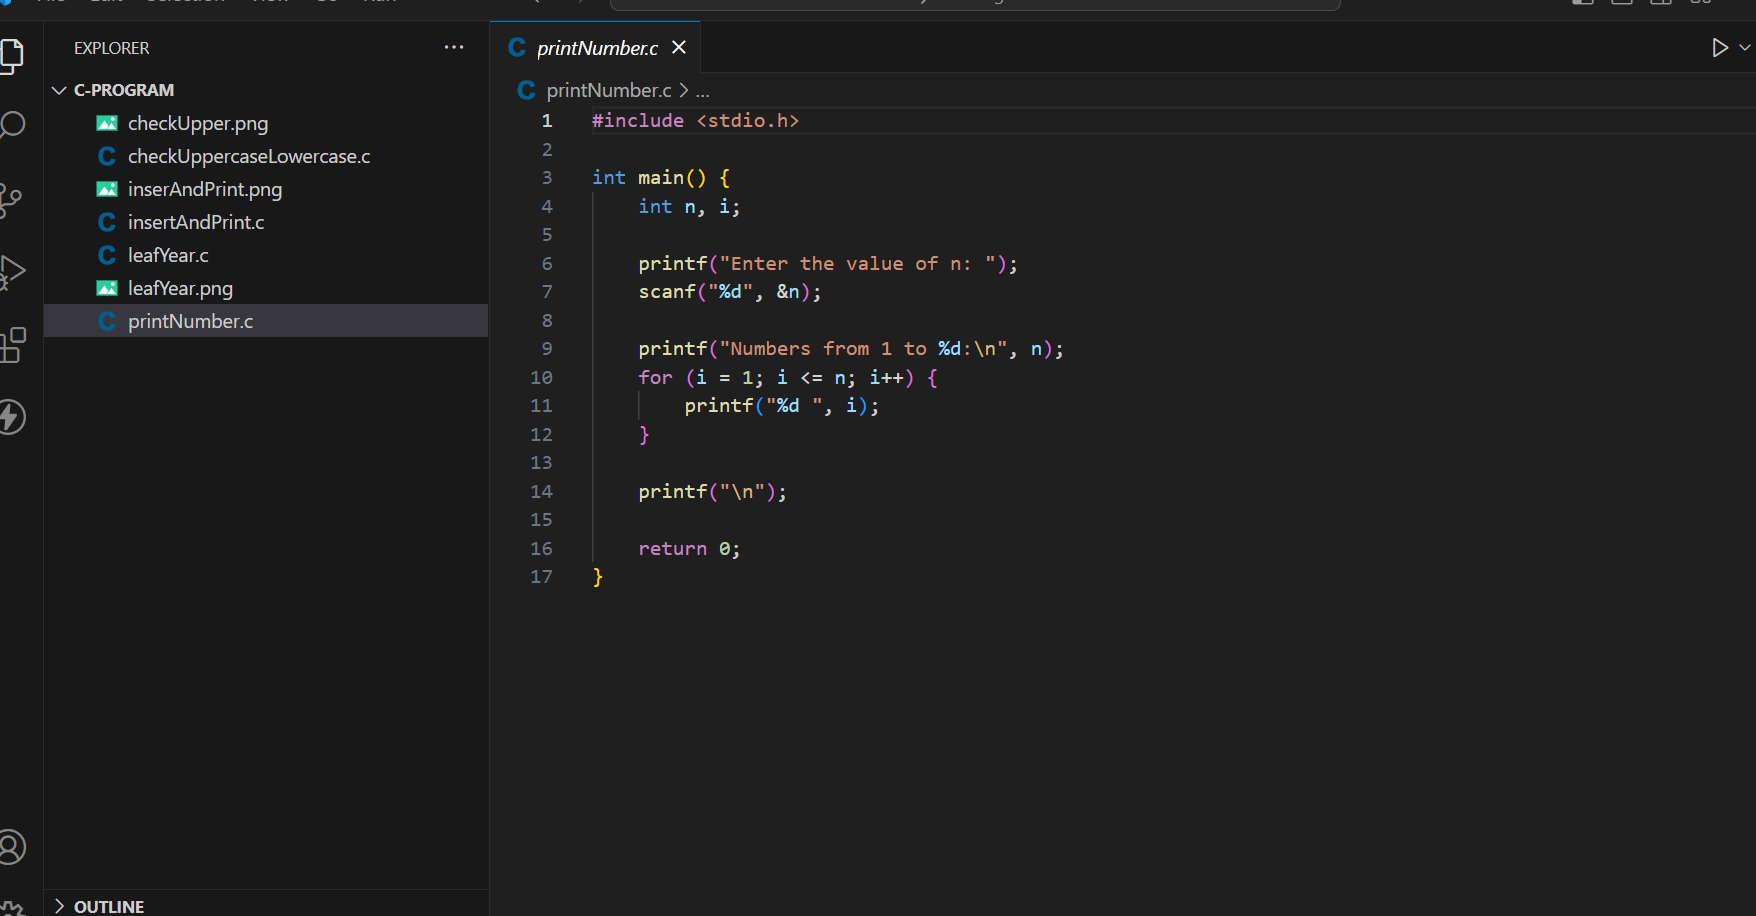 EXPLORER
C-PROGRAM
checkUpper.png
checkUppercaseLowercase.c
inserAndPrint.png
insertAndPrint.c
leafYear.c
leafYear.png
printNumber.c
OUTLINE
printNumber.c
printNumber.c > ...
1 #include <stdio.h>
2
3 int main() {
4     int n, i;
5
6     printf("Enter the value of n: ");
7     scanf("%d", &n);
8
9     printf("Numbers from 1 to %d:\n", n);
10     for (i = 1; i <= n; i++) {
11         printf("%d ", i);
12     }
13
14     printf("\n");
15
16     return 0;
17 }